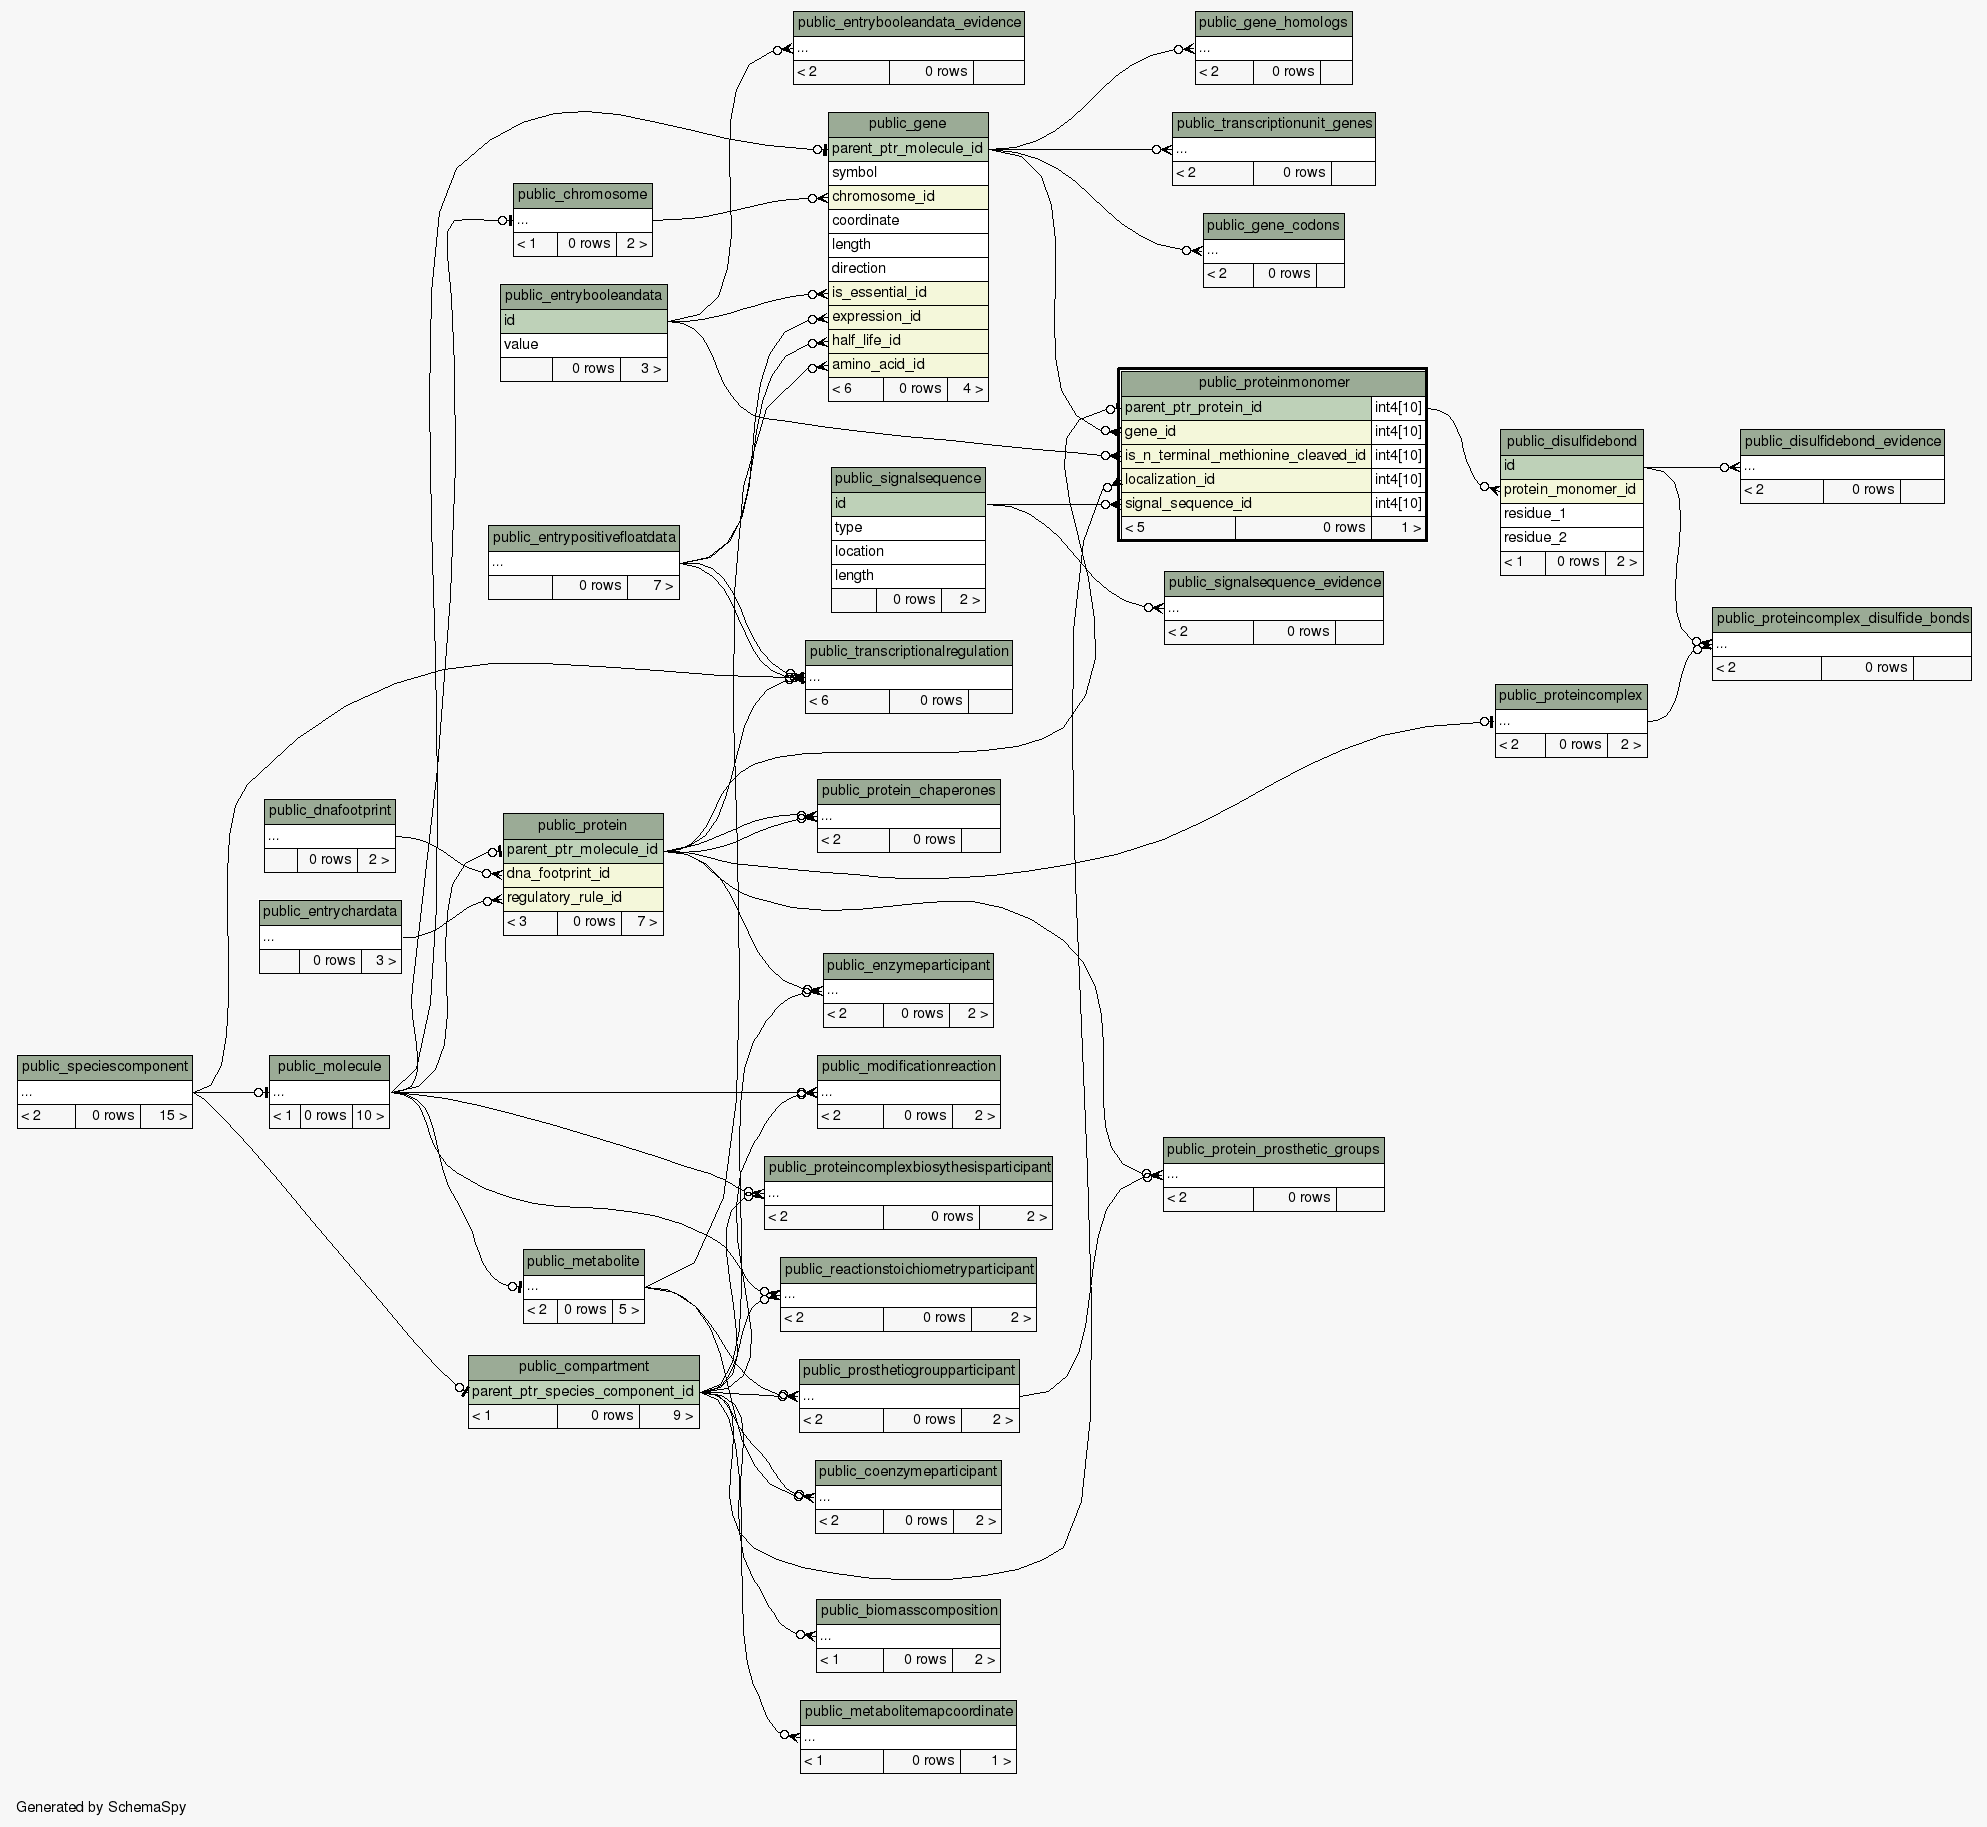 public_entrybooleandata_evidence
...
< 2 0 rows
public_gene_homologs
...
< 2 0 rows
public_gene
parent_ptr_molecule_id
symbol
chromosome_id
coordinate
length
direction
is_essential_id
expression_id
half_life_id
amino_acid_id
< 6 0 rows 4 >
public_transcriptionunit_genes
...
< 2 0 rows
public_chromosome
...
< 1 0 rows 2 >
public_gene_codons
...
< 2 0 rows
public_entrybooleandata
id
value
0 rows 3 >
public_proteinmonomer
parent_ptr_protein_id int4[10]
gene_id int4[10]
is_n_terminal_methionine_cleaved_id int4[10]
localization_id int4[10]
signal_sequence_id int4[10]
< 5 0 rows 1 >
public_disulfidebond
id
protein_monomer_id
residue_1
residue_2
< 1 0 rows 2 >
public_disulfidebond_evidence
...
< 2 0 rows
public_signalsequence
id
type
location
length
0 rows 2 >
public_entrypositivefloatdata
...
0 rows 7 >
public_signalsequence_evidence
...
< 2 0 rows
public_proteincomplex_disulfide_bonds
...
< 2 0 rows
public_transcriptionalregulation
...
< 6 0 rows
public_proteincomplex
...
< 2 0 rows 2 >
public_protein_chaperones
...
< 2 0 rows
public_dnafootprint
...
0 rows 2 >
public_protein
parent_ptr_molecule_id
dna_footprint_id
regulatory_rule_id
< 3 0 rows 7 >
public_entrychardata
...
0 rows 3 >
public_enzymeparticipant
...
< 2 0 rows 2 >
public_speciescomponent
...
< 2 0 rows 15 >
public_molecule
...
< 1 0 rows 10 >
public_modificationreaction
...
< 2 0 rows 2 >
public_protein_prosthetic_groups
...
< 2 0 rows
public_proteincomplexbiosythesisparticipant
...
< 2 0 rows 2 >
public_metabolite
...
< 2 0 rows 5 >
public_reactionstoichiometryparticipant
...
< 2 0 rows 2 >
public_compartment
parent_ptr_species_component_id
< 1 0 rows 9 >
public_prostheticgroupparticipant
...
< 2 0 rows 2 >
public_coenzymeparticipant
...
< 2 0 rows 2 >
public_biomasscomposition
...
< 1 0 rows 2 >
public_metabolitemapcoordinate
...
< 1 0 rows 1 >
Generated by SchemaSpy